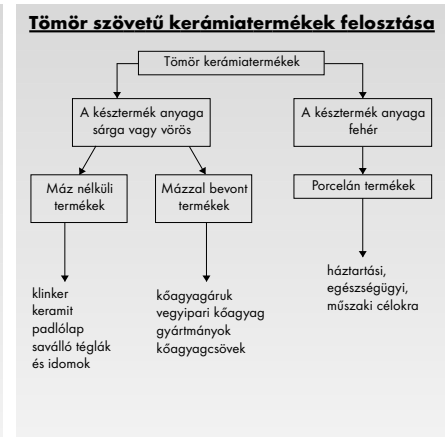 Tömör szövetű kerámiatermékek felosztása
Tömör kerámiatermékek
A késztermék anyaga
sárga vagy vörös
A késztermék anyaga
fehér
Máz nélküli
termékek
Mázzal bevont
termékek
Porcelán termékek
klinker
keramit
padlólap
saválló téglák
és idomok
kőagyagáruk
vegyipari kőagyag
gyártmányok
kőagyagcsövek
háztartási,
egészségügyi,
műszaki célokra